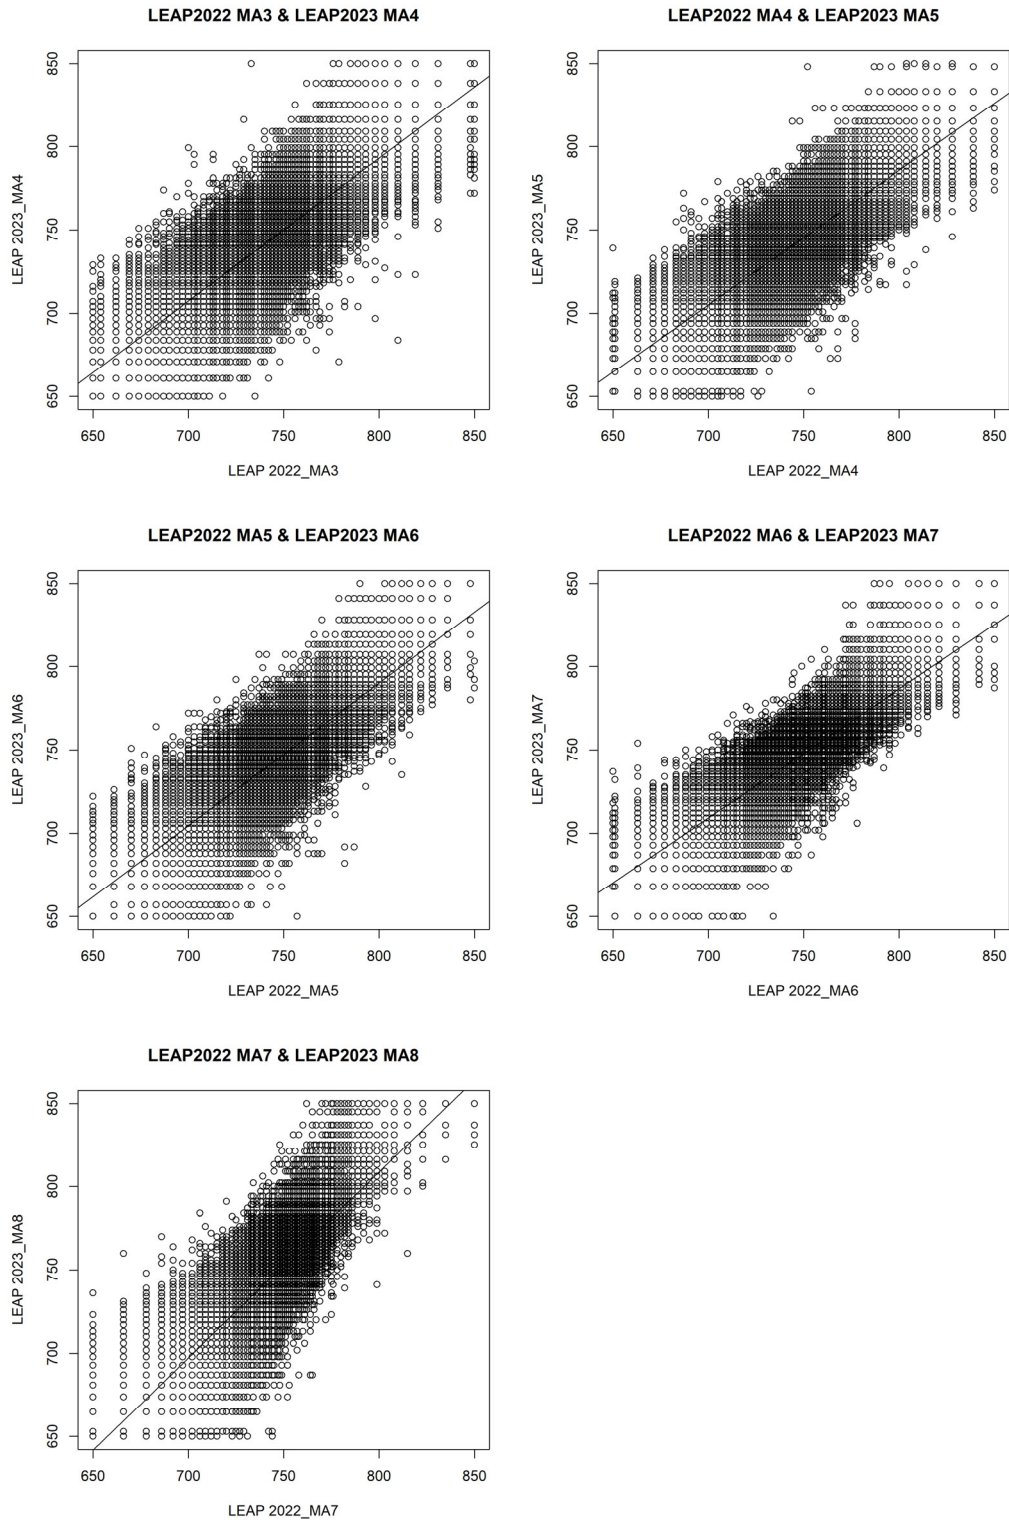 LEAP2022 MA3 & LEAP2023 MA4
LEAP 2023_MA4
850
800
750
700
650
650 700 750 800 850
LEAP 2022_MA3
LEAP2022 MA4 & LEAP2023 MA5
LEAP 2023_MA5
850
800
750
700
650
650 700 750 800 850
LEAP 2022_MA4
LEAP2022 MA5 & LEAP2023 MA6
LEAP 2023_MA6
850
800
750
700
650
650 700 750 800 850
LEAP 2022_MA5
LEAP2022 MA6 & LEAP2023 MA7
LEAP 2023_MA7
850
800
750
700
650
650 700 750 800 850
LEAP 2022_MA6
LEAP2022 MA7 & LEAP2023 MA8
LEAP 2023_MA8
850
800
750
700
650
650 700 750 800 850
LEAP 2022_MA7